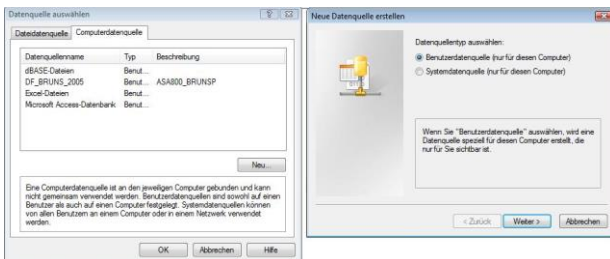 Datenquelle auswählen
Dateidatenquelle Computerdatenquelle
Datenquellenname Typ Beschreibung
dBASE-Dateien Benut...
DF_BRUNS_2005 Benut... ASA800_BRUNSP
Excel-Dateien Benut...
Microsoft Access-Datenbank Benut...
Neu...
Eine Computerdatenquelle ist an den jeweiligen Computer gebunden und kann
nicht gemeinsam verwendet werden. Benutzerdatenquellen sind sowohl auf einen
Benutzer als auch auf einen Computer festgelegt. Systemdatenquellen können
von allen Benutzern an einem Computer oder in einem Netzwerk verwendet
werden.
OK Abbrechen Hilfe
Neue Datenquelle erstellen
Datenquellentyp auswählen:
Benutzerdatenquelle (nur für diesen Computer)
Systemdatenquelle (nur für diesen Computer)
Wenn Sie "Benutzerdatenquelle" auswählen, wird eine
Datenquelle speziell für diesen Computer erstellt, die
nur für Sie sichtbar ist.
< Zurück Weiter > Abbrechen